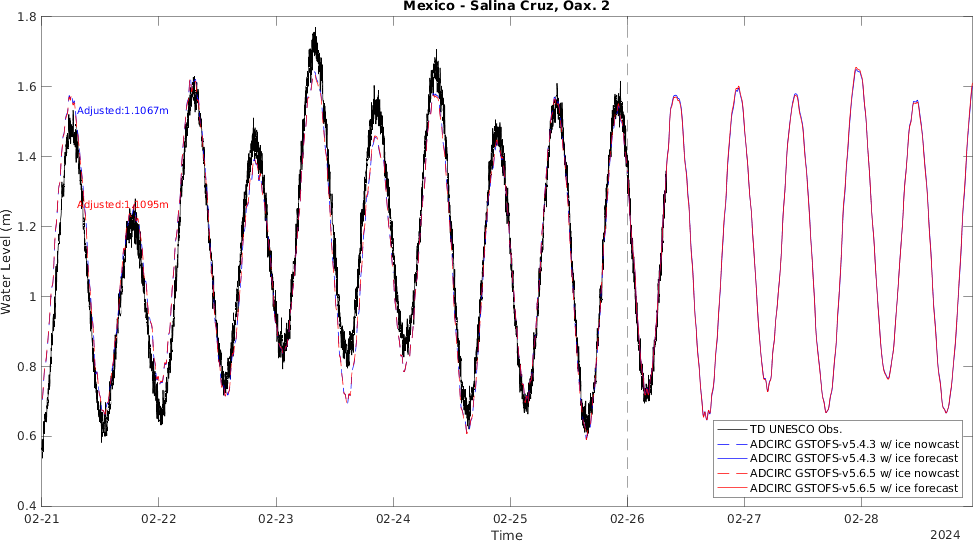 Mexico - Salina Cruz, Oax. 2
1.8
1.6
1.4
1.2
1
0.8
0.6
0.4
Water Level (m)
Adjusted:1.1067m
Adjusted:1.1095m
TD UNESCO Obs.
ADCIRC GSTOFS-v5.4.3 w/ ice nowcast
ADCIRC GSTOFS-v5.4.3 w/ ice forecast
ADCIRC GSTOFS-v5.6.5 w/ ice nowcast
ADCIRC GSTOFS-v5.6.5 w/ ice forecast
02-21 02-22 02-23 02-24 02-25 02-26 02-27 02-28
Time
2024